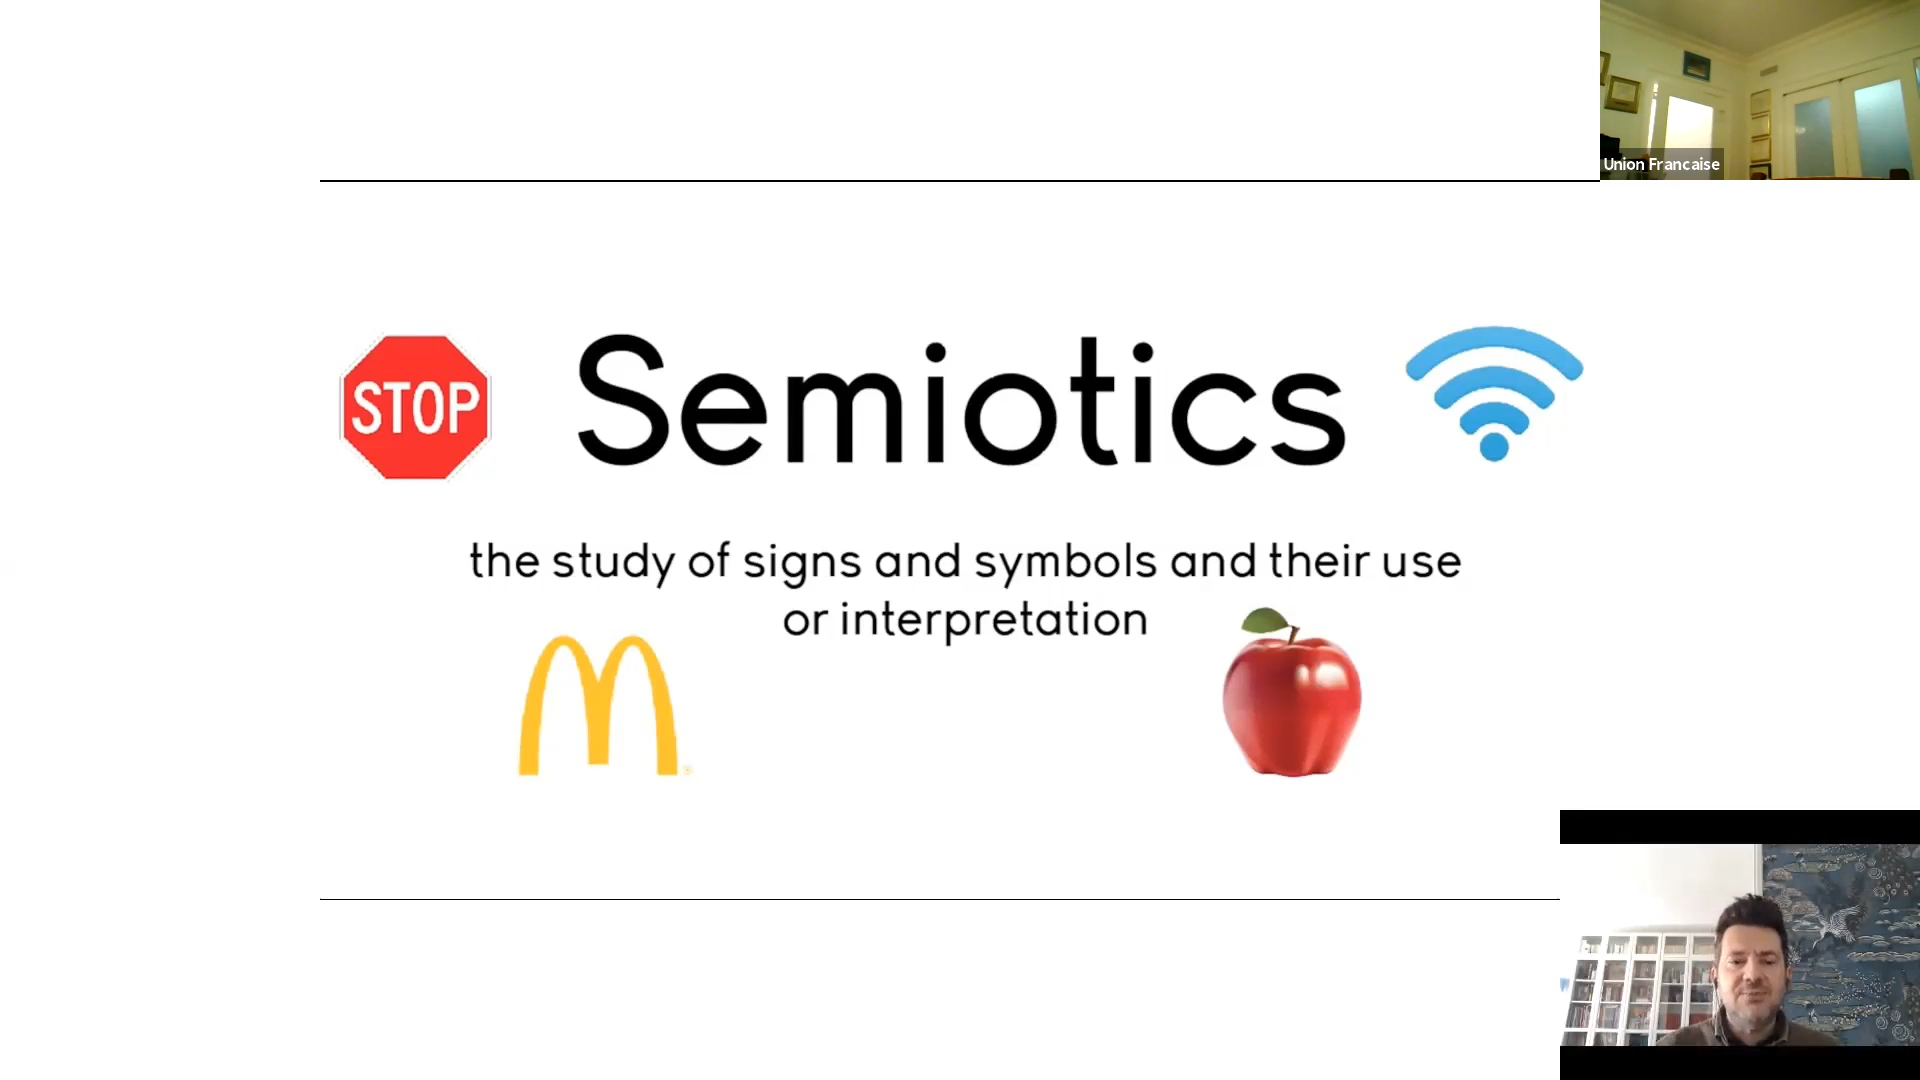 Union Francaise
STOP
Semiotics
the study of signs and symbols and their use
or interpretation